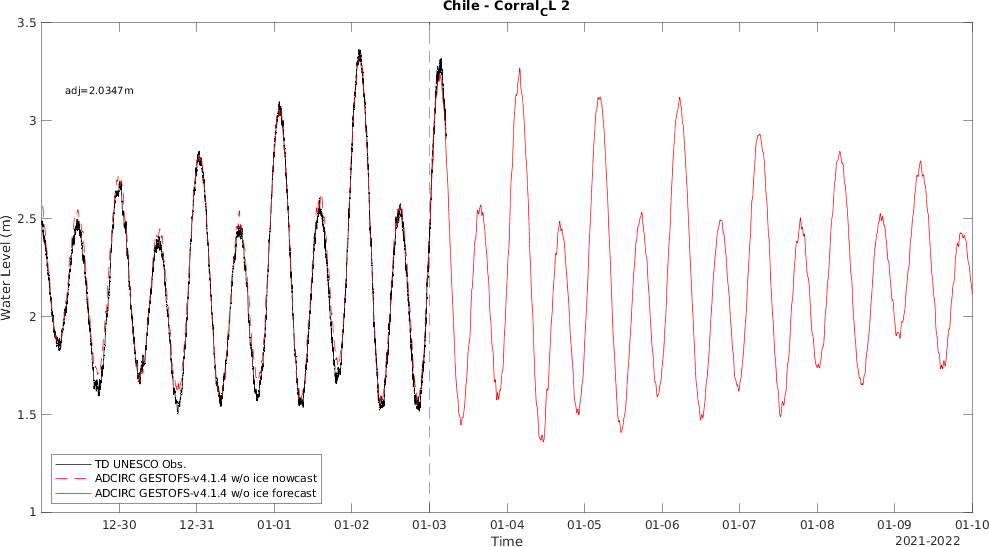 Chile - Corral_CL 2
3.5
adj=2.0347m
3
2.5
Water Level (m)
2
1.5
TD UNESCO Obs.
ADCIRC GESTOFS-v4.1.4 w/o ice nowcast
ADCIRC GESTOFS-v4.1.4 w/o ice forecast
1
12-30 12-31 01-01 01-02 01-03 01-04 01-05 01-06 01-07 01-08 01-09 01-10
Time
2021-2022